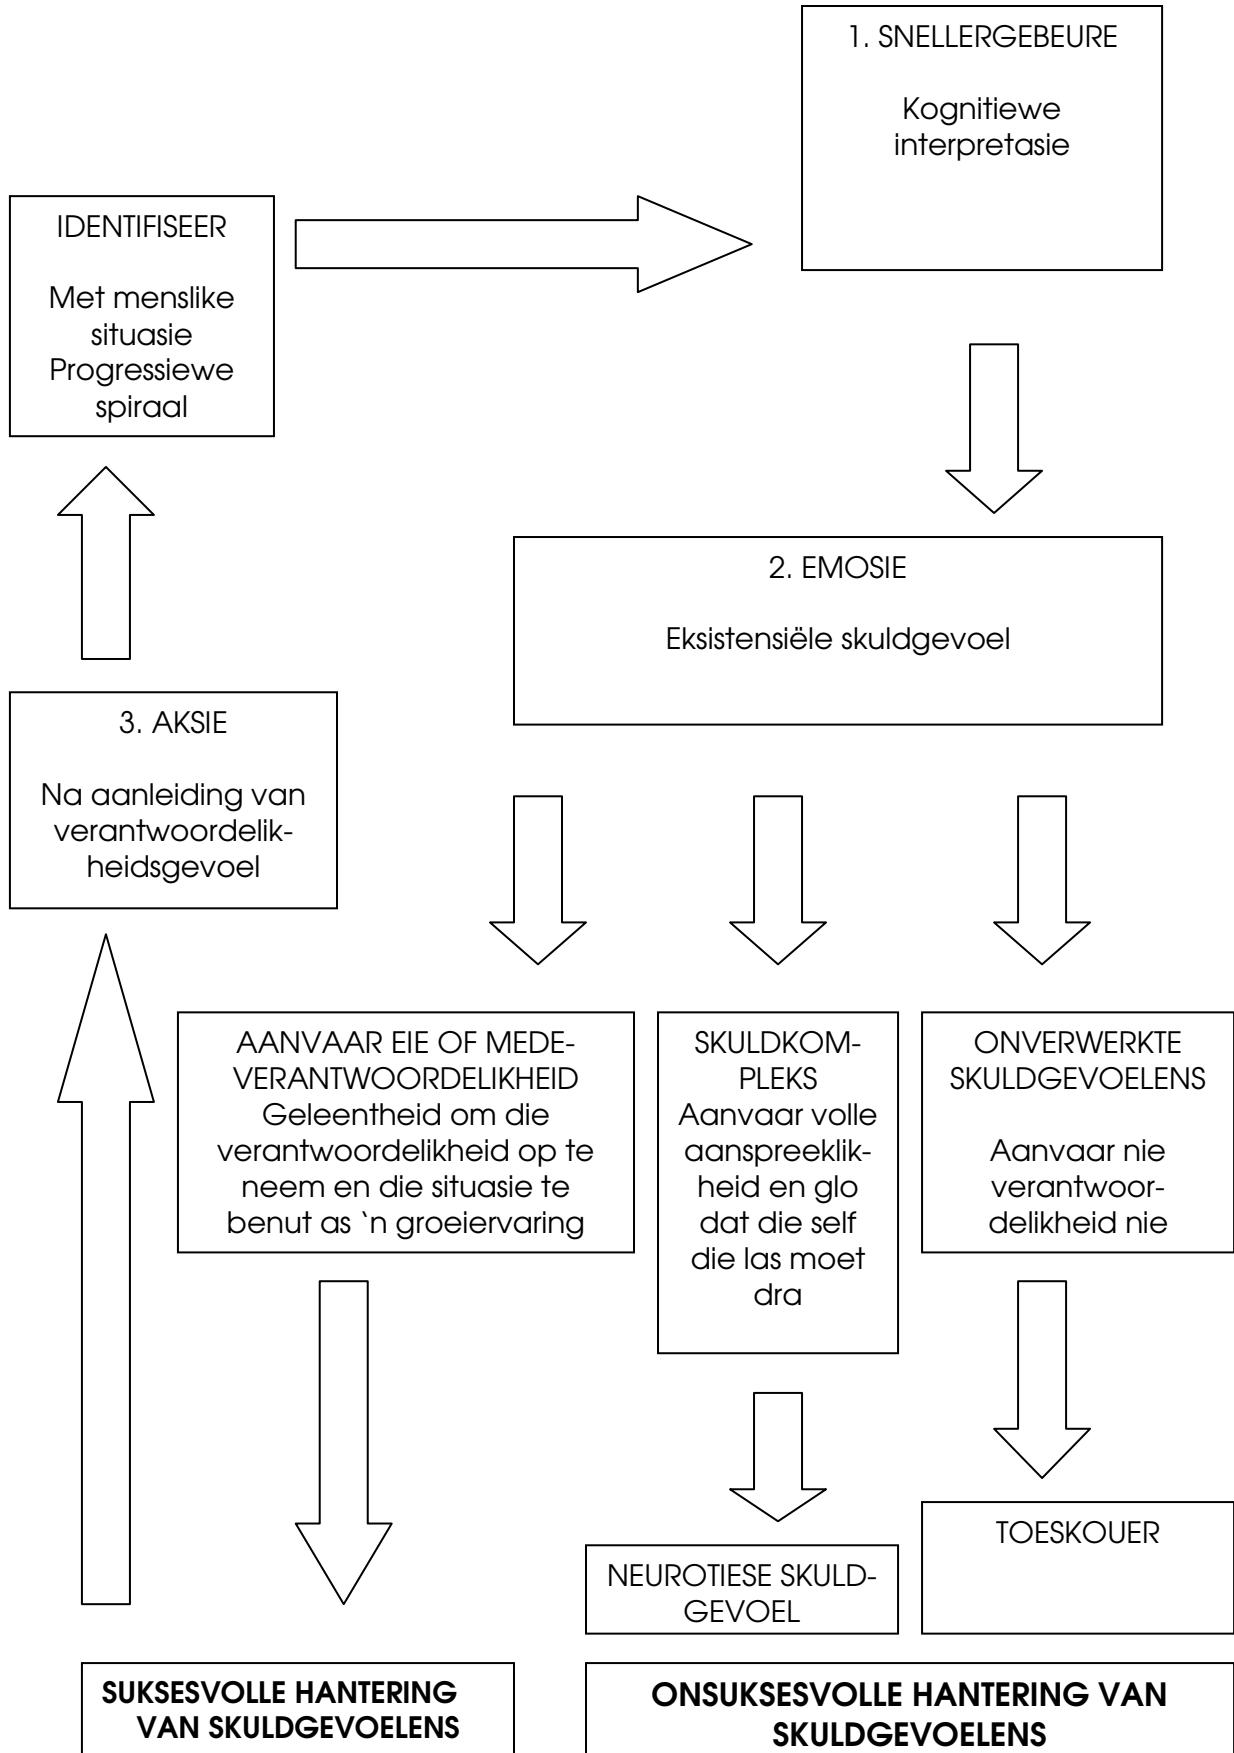 1. SNELLERGEBEURE
Kognitiewe
interpretasie
IDENTIFISEER
Met menslike
situasie
Progressiewe
spiraal
2. EMOSIE
Eksistensiële skuldgevoel
3. AKSIE
Na aanleiding van
verantwoordelik-
heidsgevoel
AANVAAR EIE OF MEDE-
VERANTWOORDELIKHEID
Geleentheid om die
verantwoordelikheid op te
neem en die situasie te
benut as `n groeiervaring
SKULDKOM-
PLEKS
Aanvaar volle
aanspreeklik-
heid en glo
dat die self
die las moet
dra
ONVERWERKTE
SKULDGEVOELENS
Aanvaar nie
verantwoor-
delikheid nie
NEUROTIESE SKULD-
GEVOEL
TOESKOUER
SUKSESVOLLE HANTERING
VAN SKULDGEVOELENS
ONSUKSESVOLLE HANTERING VAN
SKULDGEVOELENS